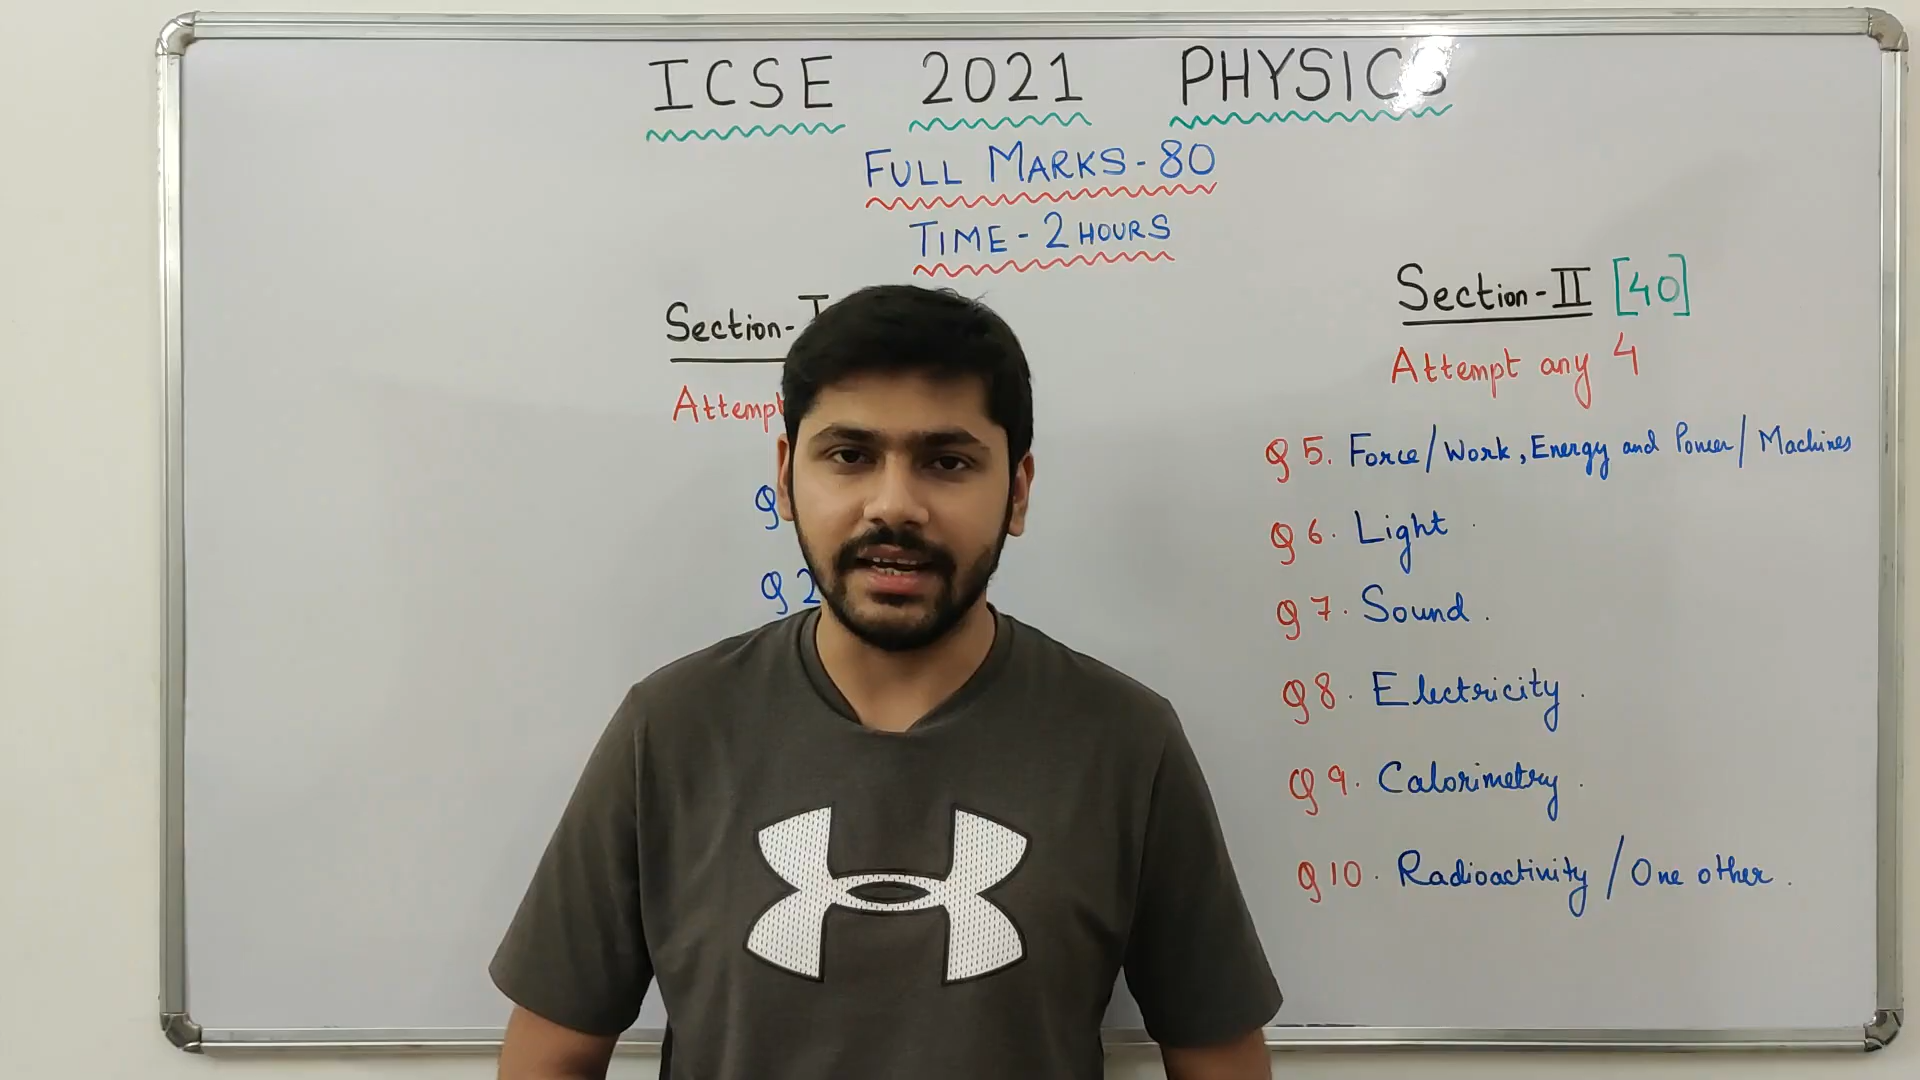 ICSE 2021 PHYSICS
FULL MARKS - 80
TIME - 2 HOURS
Section - I
Attempt
Q
Q 2
Section - II [40]
Attempt any 4
Q 5. Force / Work, Energy and Power / Machines
Q 6. Light
Q 7. Sound.
Q 8. Electricity.
Q 9. Calorimetry.
Q 10. Radioactivity / One other.